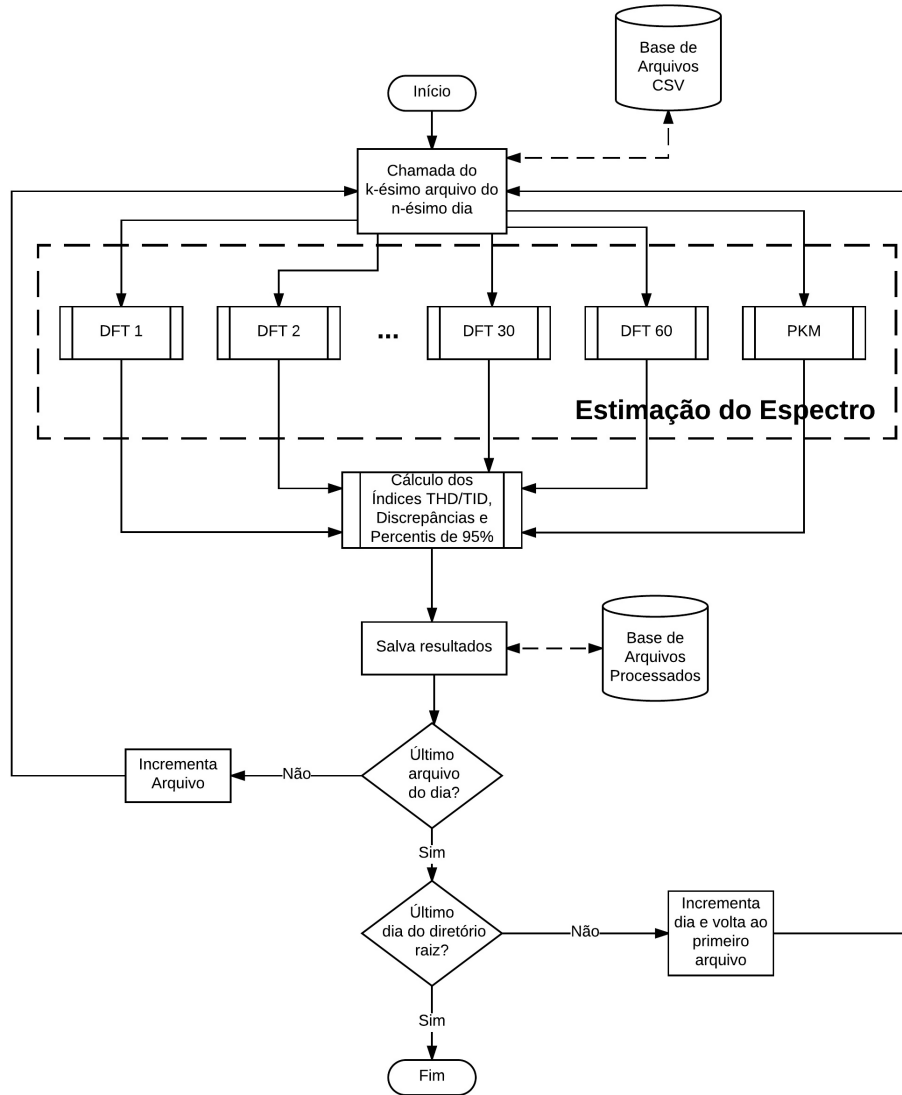 Base de
Arquivos
CSV
Início
Chamada do
k-ésimo arquivo do
n-ésimo dia
DFT 1
DFT 2
...
DFT 30
DFT 60
PKM
Estimação do Espectro
Cálculo dos
Índices THD/TID,
Discrepâncias e
Percentis de 95%
Salva resultados
Base de
Arquivos
Processados
Último
arquivo
do dia?
Não
Incrementa
Arquivo
Sim
Último
dia do diretório
raiz?
Não
Incrementa
dia e volta ao
primeiro
arquivo
Sim
Fim